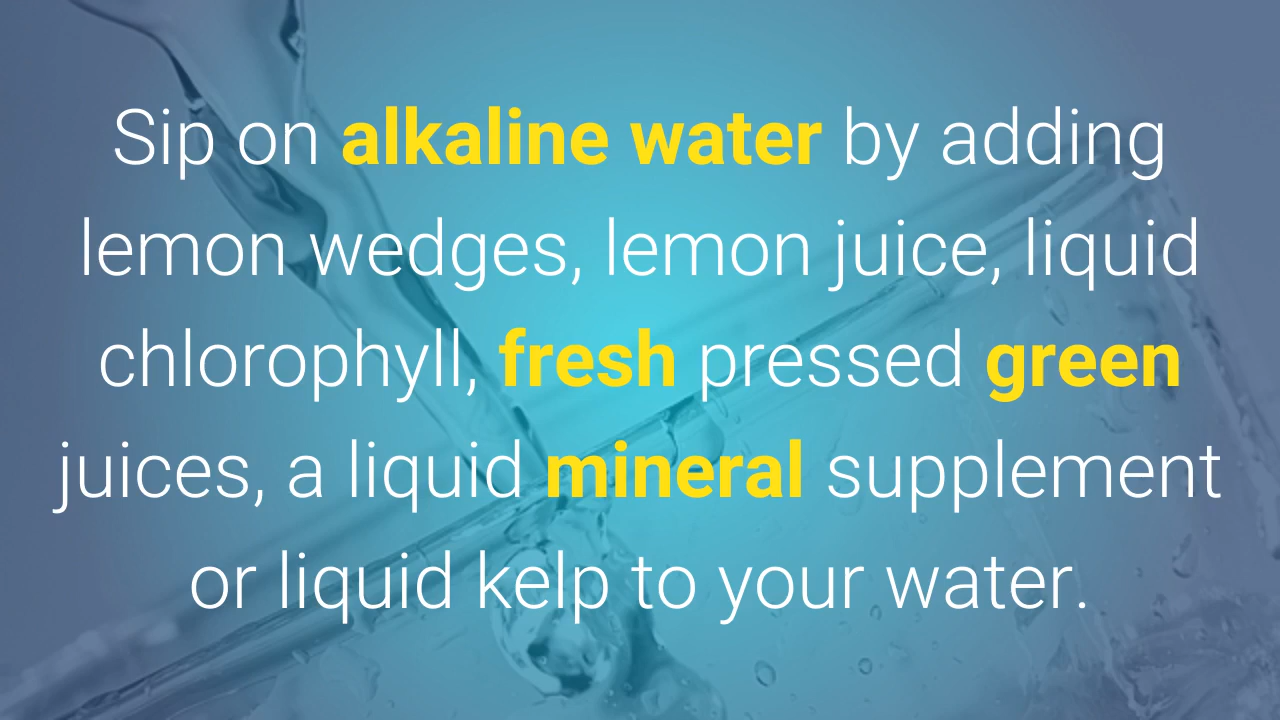 Sip on alkaline water by adding
lemon wedges, lemon juice, liquid
chlorophyll, fresh pressed green
juices, a liquid mineral supplement
or liquid kelp to your water.